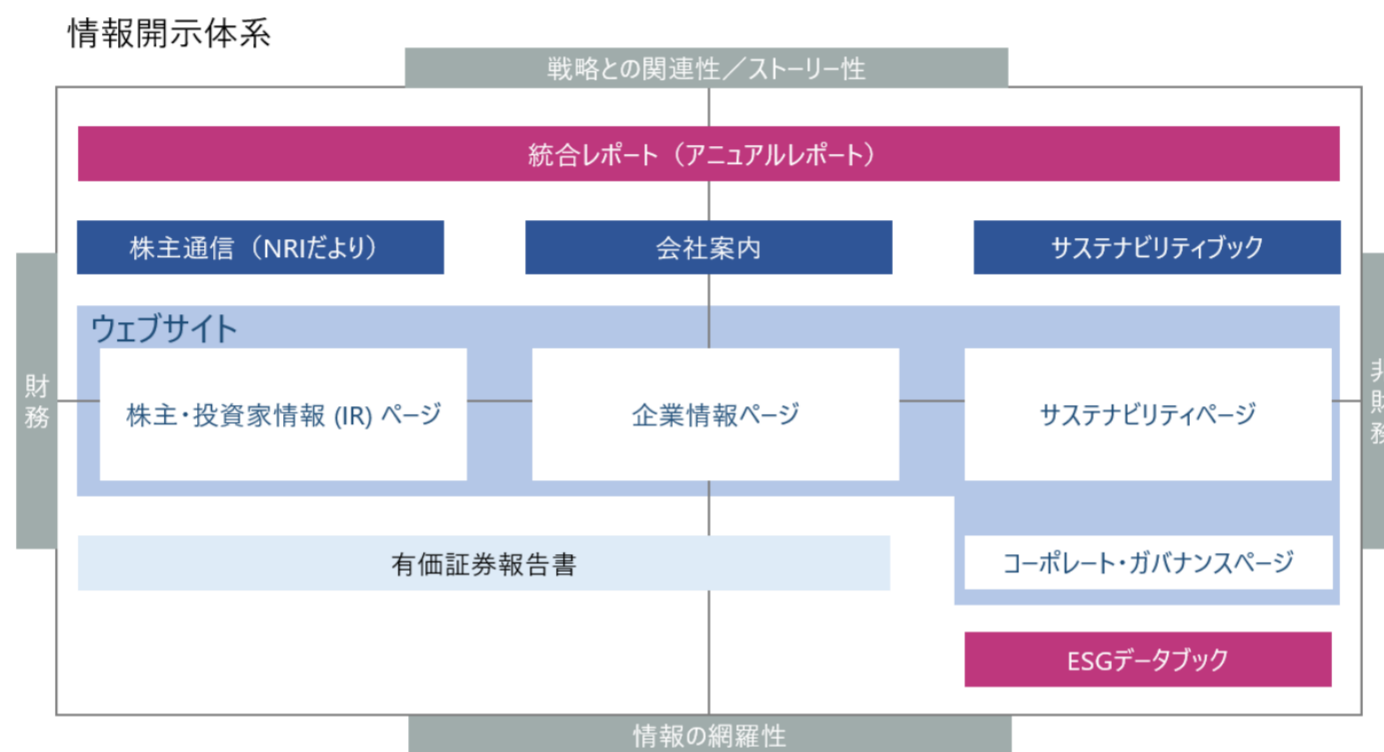 情報開示体系
戦略との関連性／ストーリー性
統合レポート（アニュアルレポート）
株主通信（NRIだより）
会社案内
サステナビリティブック
ウェブサイト
財務
株主・投資家情報 (IR) ページ
企業情報ページ
サステナビリティページ
非財務
有価証券報告書
コーポレート・ガバナンスページ
ESGデータブック
情報の網羅性